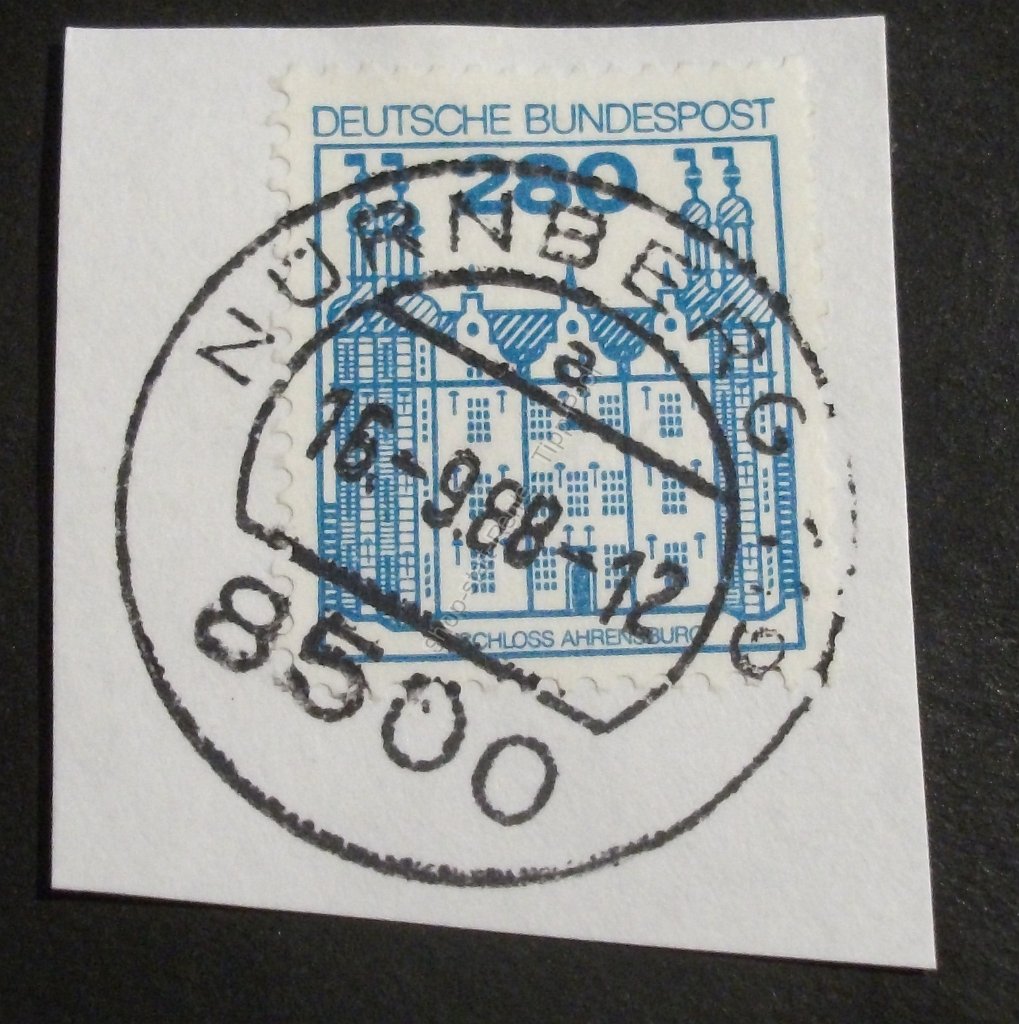 DEUTSCHE BUNDESPOST
280
SCHLOSS AHRENSBURG
NÜRNBERG
a
16.-9.88-12
8500